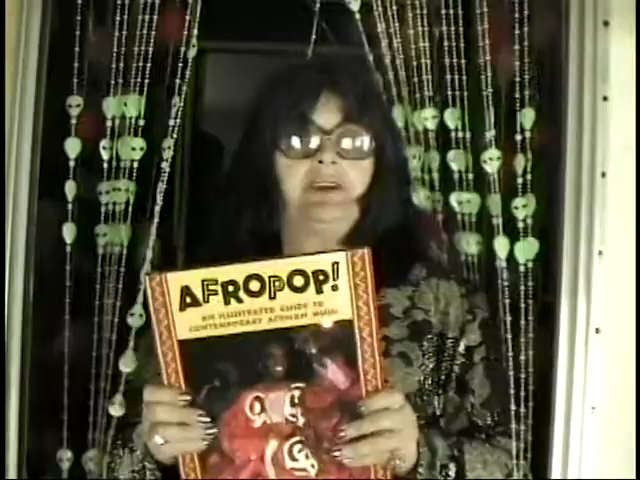 AFROPOP!
AN ILLUSTRATED GUIDE TO
CONTEMPORARY AFRICAN MUSIC